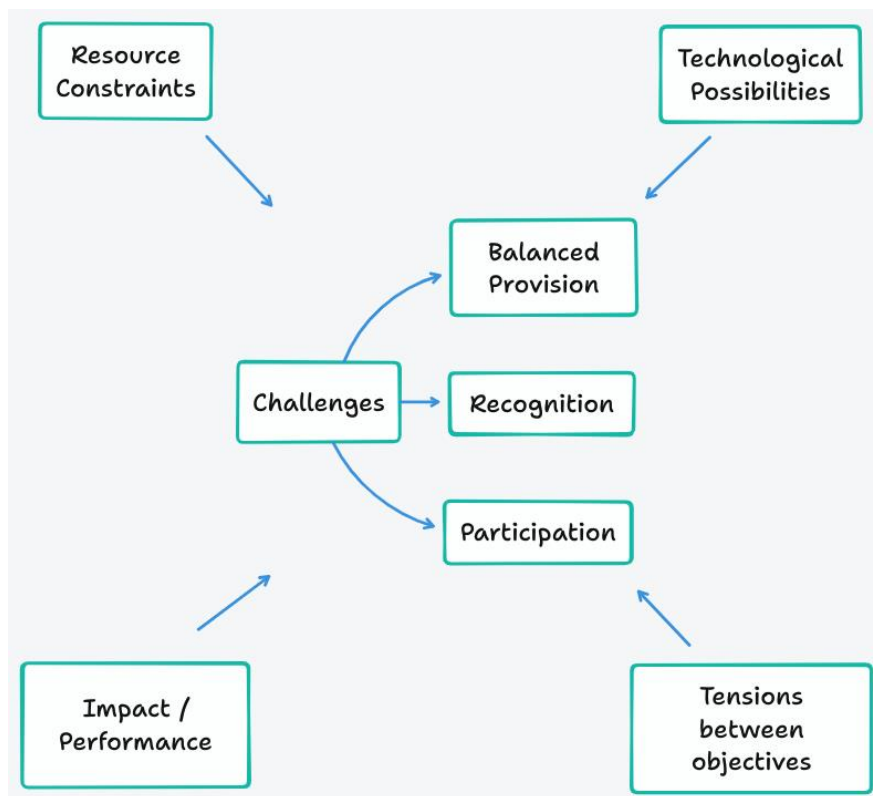 Resource
Constraints
Technological
Possibilities
Balanced
Provision
Challenges
Recognition
Participation
Impact /
Performance
Tensions
between
objectives